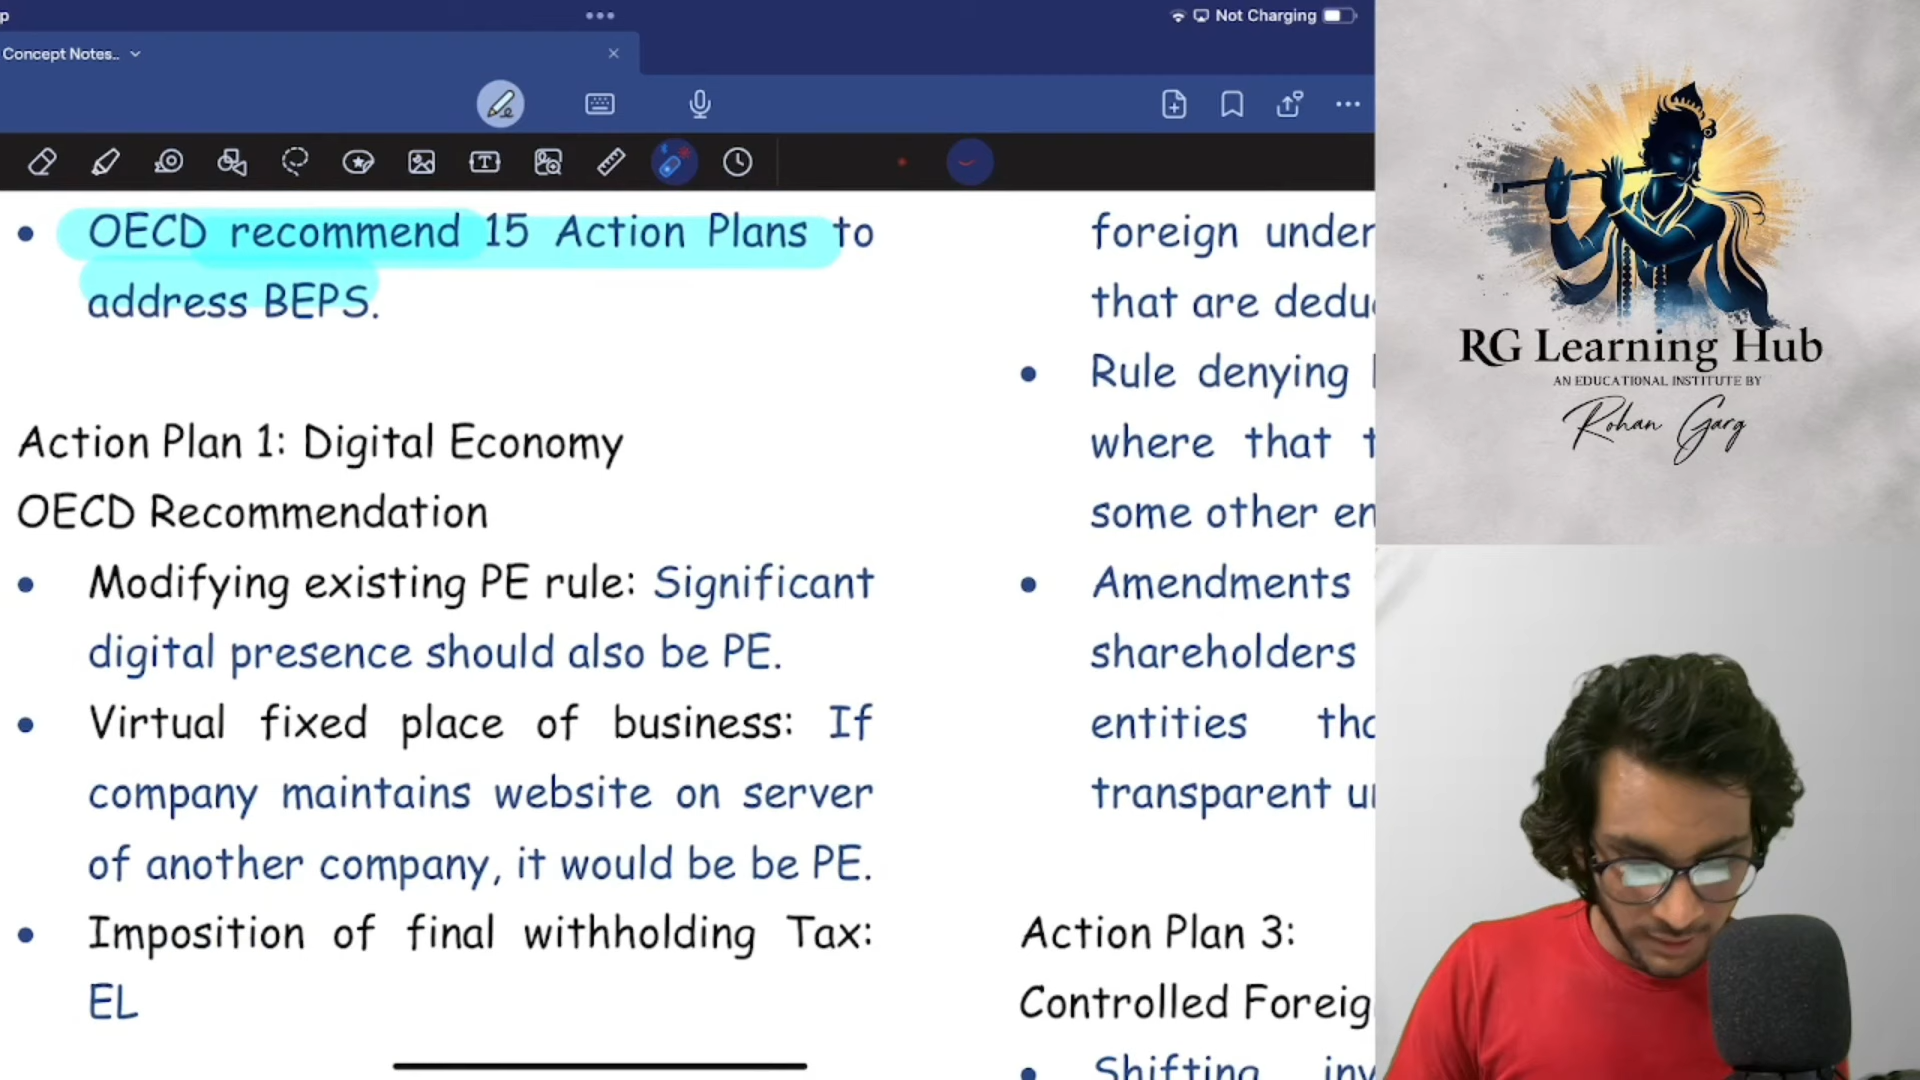 p
Not Charging
Concept Notes..
OECD recommend 15 Action Plans to
address BEPS.
Action Plan 1: Digital Economy
OECD Recommendation
Modifying existing PE rule: Significant
digital presence should also be PE.
Virtual fixed place of business: If
company maintains website on server
of another company, it would be be PE.
Imposition of final withholding Tax:
EL
foreign under
that are
Rule denying
where that
some other
Amendments
shareholders
entities
transparent
Action Plan 3:
Controlled
Shifting
RG Learning Hub
AN EDUCATIONAL INSTITUTE BY
Rohan Garg